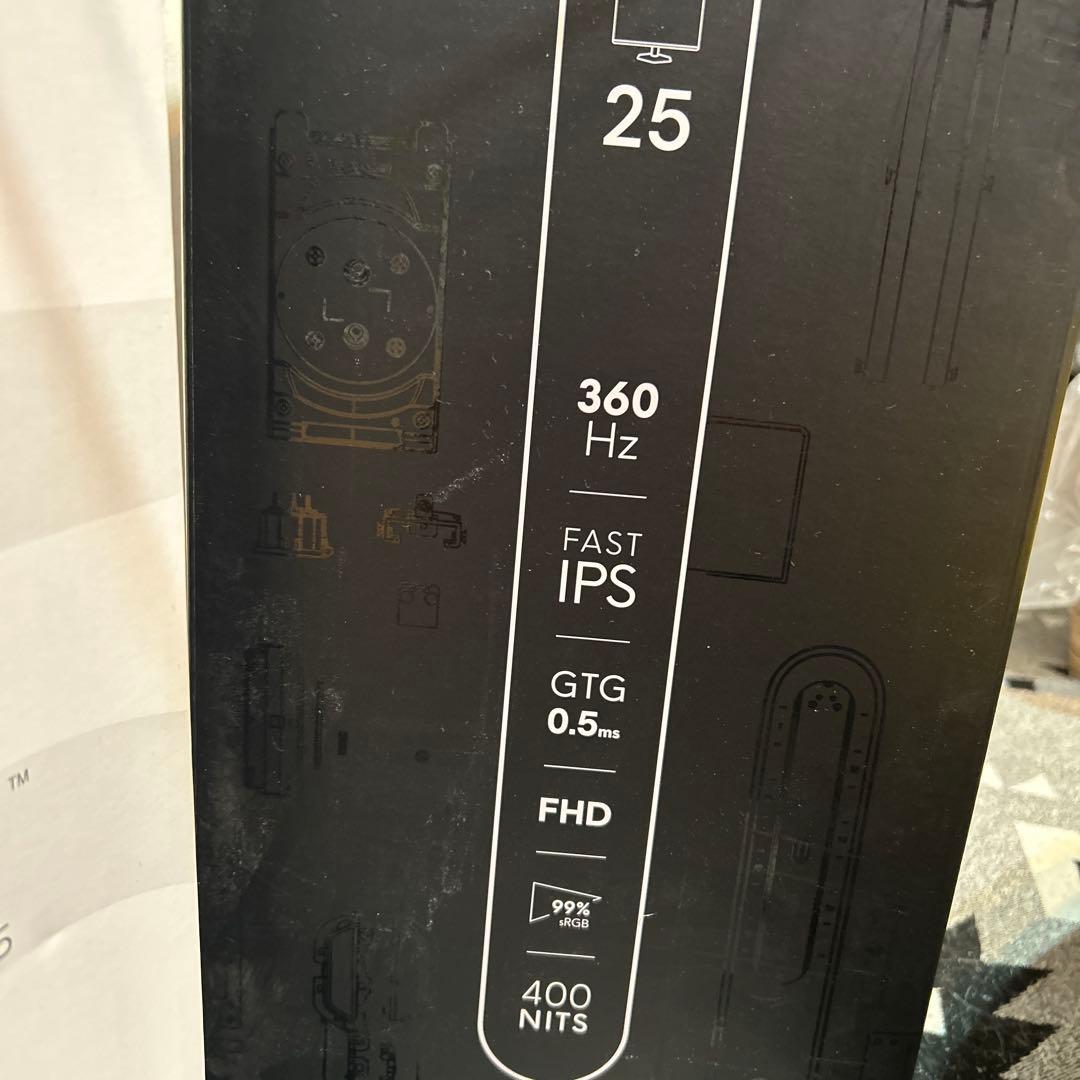 25
360
Hz
FAST
IPS
GTG
0.5ms
FHD
99%
sRGB
400
NITS
TM